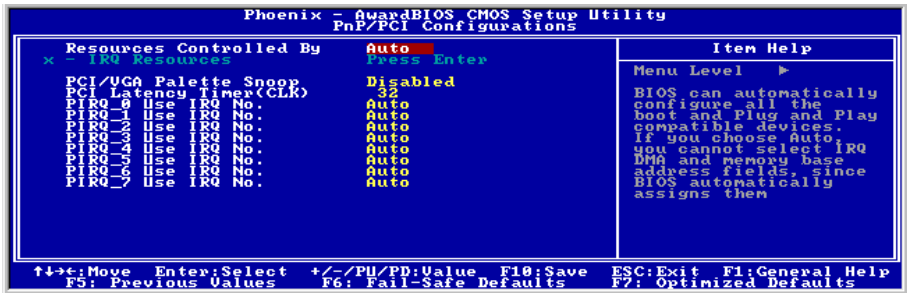 Phoenix - AwardBIOS CMOS Setup Utility
PnP/PCI Configurations
Resources Controlled By Auto
x - IRQ Resources Press Enter
PCI/VGA Palette Snoop Disabled
PCI Latency Timer(CLK) 32
PIRQ_0 Use IRQ No. Auto
PIRQ_1 Use IRQ No. Auto
PIRQ_2 Use IRQ No. Auto
PIRQ_3 Use IRQ No. Auto
PIRQ_4 Use IRQ No. Auto
PIRQ_5 Use IRQ No. Auto
PIRQ_6 Use IRQ No. Auto
PIRQ_7 Use IRQ No. Auto
Item Help
Menu Level ►
BIOS can automatically
configure all the
boot and Plug and Play
compatible devices.
If you choose Auto,
you cannot select IRQ
DMA and memory base
address fields, since
BIOS automatically
assigns them
↑↓→←:Move Enter:Select +/-/PU/PD:Value F10:Save ESC:Exit F1:General Help
F5: Previous Values F6: Fail-Safe Defaults F7: Optimized Defaults